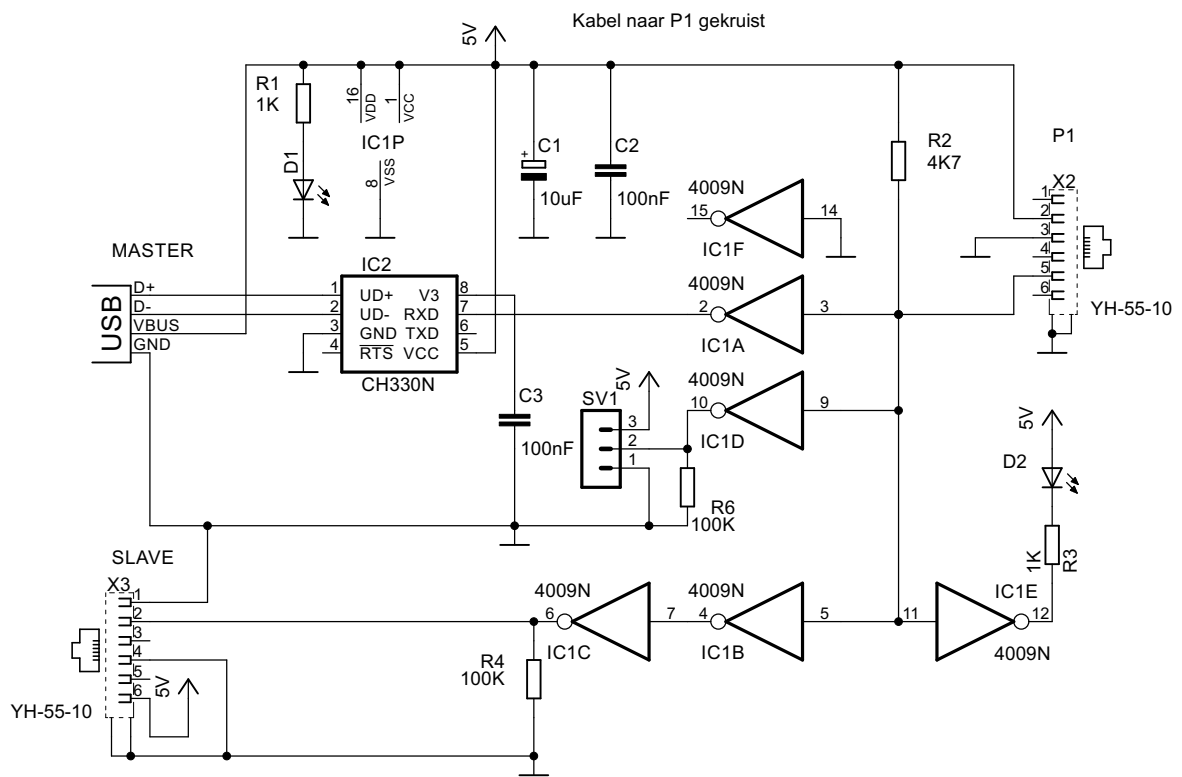 Kabel naar P1 gekruist
5V
R1
1K
16
VDD
1
VCC
IC1P
D1
8
VSS
+
C1
10uF
C2
100nF
R2
4K7
P1
X2
1
2
3
4
5
6
YH-55-10
4009N
15
14
IC1F
MASTER
USB
D+
D-
VBUS
GND
IC2
1
2
3
4
UD+
UD-
GND
RTS
V3
RXD
TXD
VCC
8
7
6
5
CH330N
4009N
2
3
IC1A
C3
100nF
SV1
3
2
1
5V
4009N
10
9
IC1D
R6
100K
5V
D2
1K
R3
SLAVE
X3
1
2
3
4
5
6
5V
YH-55-10
4009N
6
7
IC1C
R4
100K
4009N
4
5
IC1B
11
IC1E
12
4009N